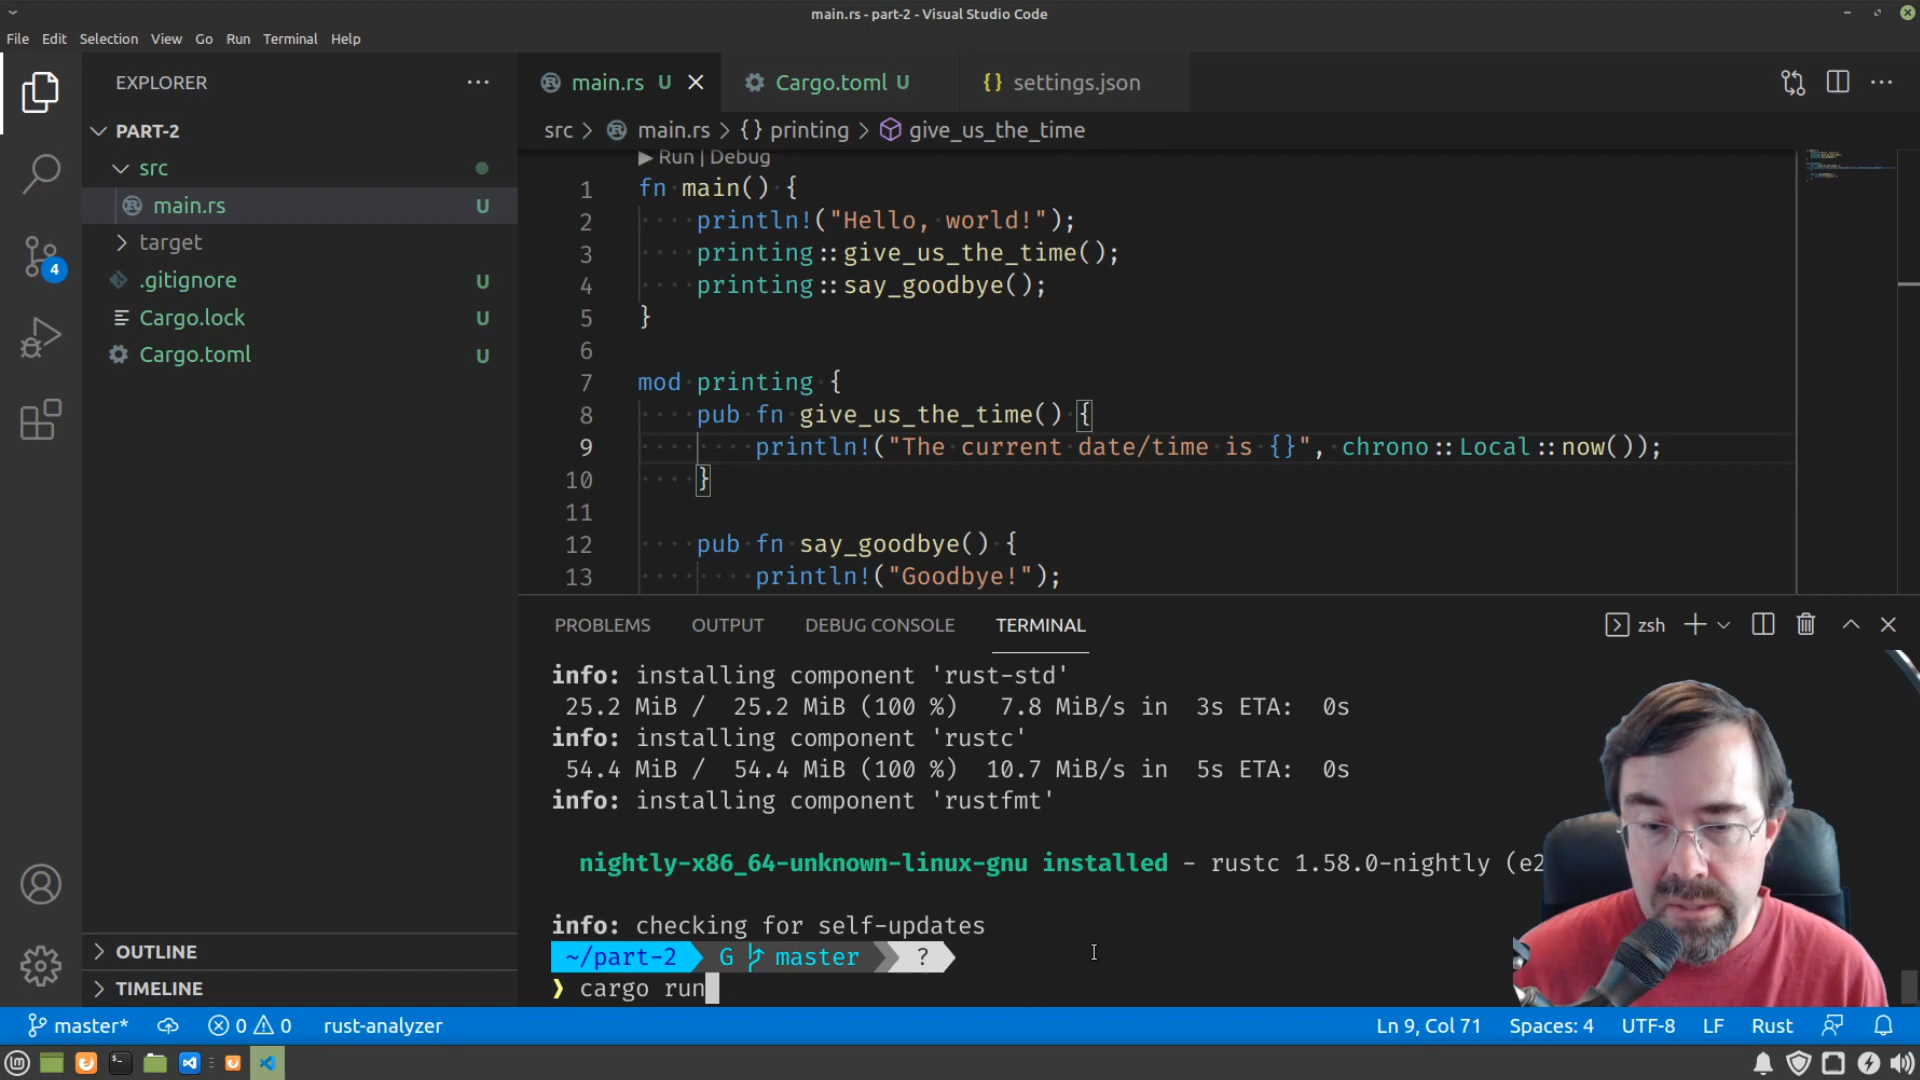 main.rs - part-2 - Visual Studio Code
File Edit Selection View Go Run Terminal Help
EXPLORER
PART-2
src
main.rs U
target
.gitignore U
Cargo.lock U
Cargo.toml U
OUTLINE
TIMELINE
main.rs U
Cargo.toml U
{} settings.json
src > main.rs > {} printing > give_us_the_time
▶ Run | Debug
1 fn main() {
2 println!("Hello, world!");
3 printing::give_us_the_time();
4 printing::say_goodbye();
5 }
6
7 mod printing {
8 pub fn give_us_the_time() {
9 println!("The current date/time is {}", chrono::Local::now());
10 }
11
12 pub fn say_goodbye() {
13 println!("Goodbye!");
PROBLEMS OUTPUT DEBUG CONSOLE TERMINAL
zsh
info: installing component 'rust-std'
25.2 MiB / 25.2 MiB (100 %) 7.8 MiB/s in 3s ETA: 0s
info: installing component 'rustc'
54.4 MiB / 54.4 MiB (100 %) 10.7 MiB/s in 5s ETA: 0s
info: installing component 'rustfmt'
nightly-x86_64-unknown-linux-gnu installed - rustc 1.58.0-nightly (e2
info: checking for self-updates
~/part-2 G master ?
❯ cargo run
4
master* 0 0 rust-analyzer
Ln 9, Col 71 Spaces: 4 UTF-8 LF Rust